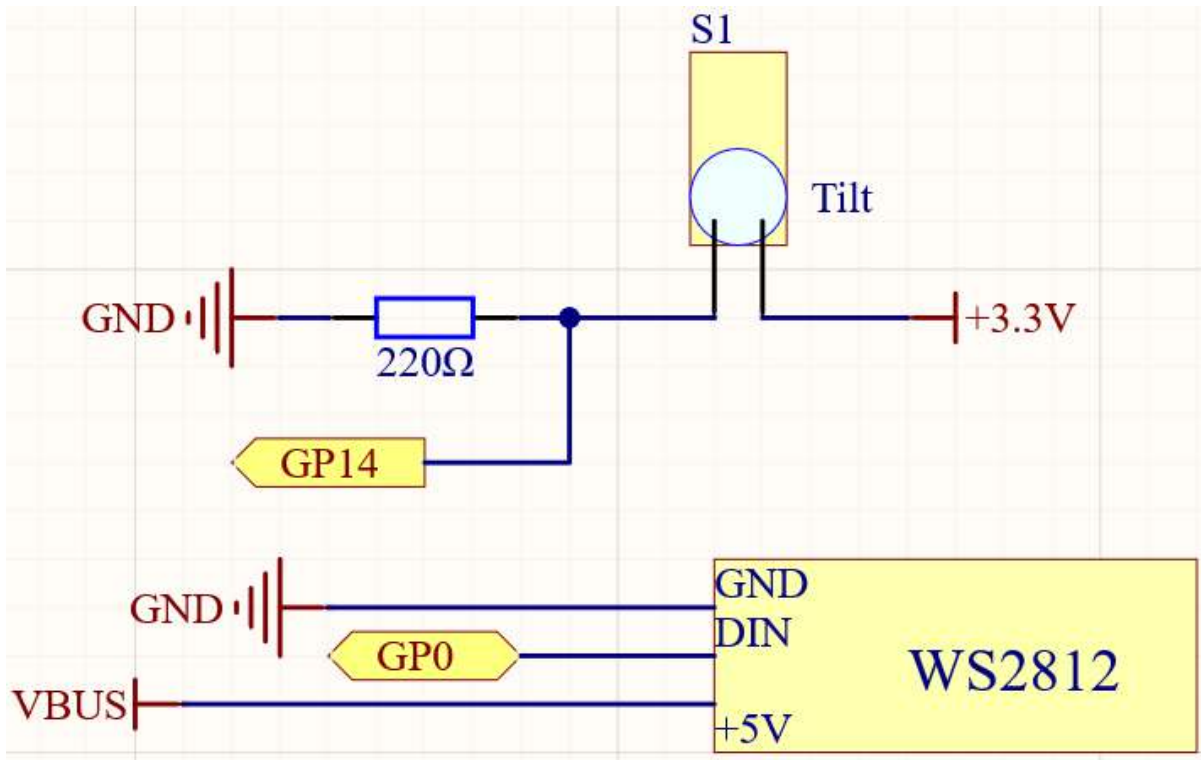 S1
Tilt
GND
+3.3V
220Ω
GP14
GND
GND
DIN
GP0
WS2812
VBUS
+5V